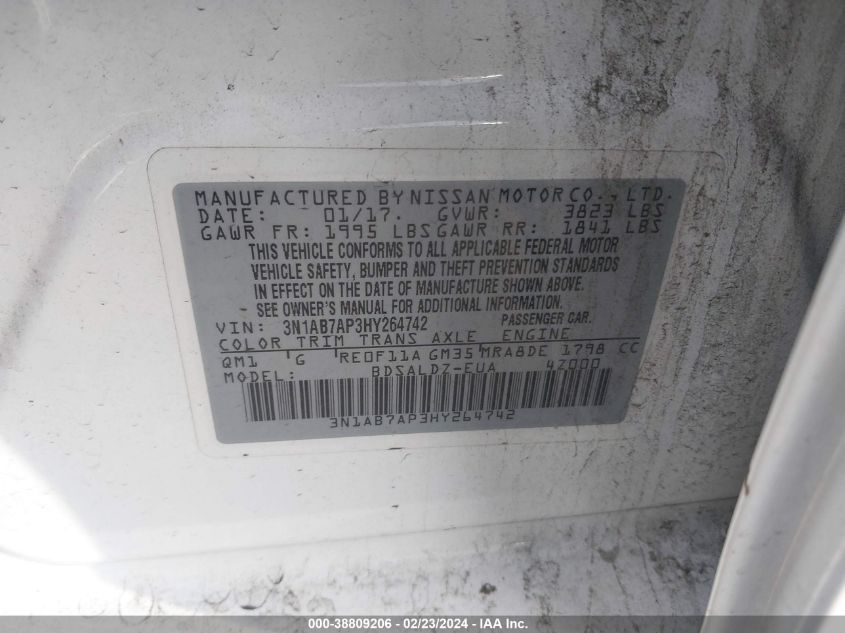 MANUFACTURED BY NISSAN MOTOR CO., LTD.
DATE: 01/17. GVWR: 3823 LBS
GAWR FR: 1995 LBS GAWR RR: 1841 LBS
THIS VEHICLE CONFORMS TO ALL APPLICABLE FEDERAL MOTOR
VEHICLE SAFETY, BUMPER AND THEFT PREVENTION STANDARDS
IN EFFECT ON THE DATE OF MANUFACTURE SHOWN ABOVE.
SEE OWNER'S MANUAL FOR ADDITIONAL INFORMATION.
VIN: 3N1AB7AP3HY264742 PASSENGER CAR.
COLOR TRIM TRANS AXLE ENGINE
QM1 G RE0F11A GM35 MRA8DE 1798 CC
MODEL: BDSALDZ-EUA 4Z000
3N1AB7AP3HY264742
000-38809206 - 02/23/2024 - IAA Inc.